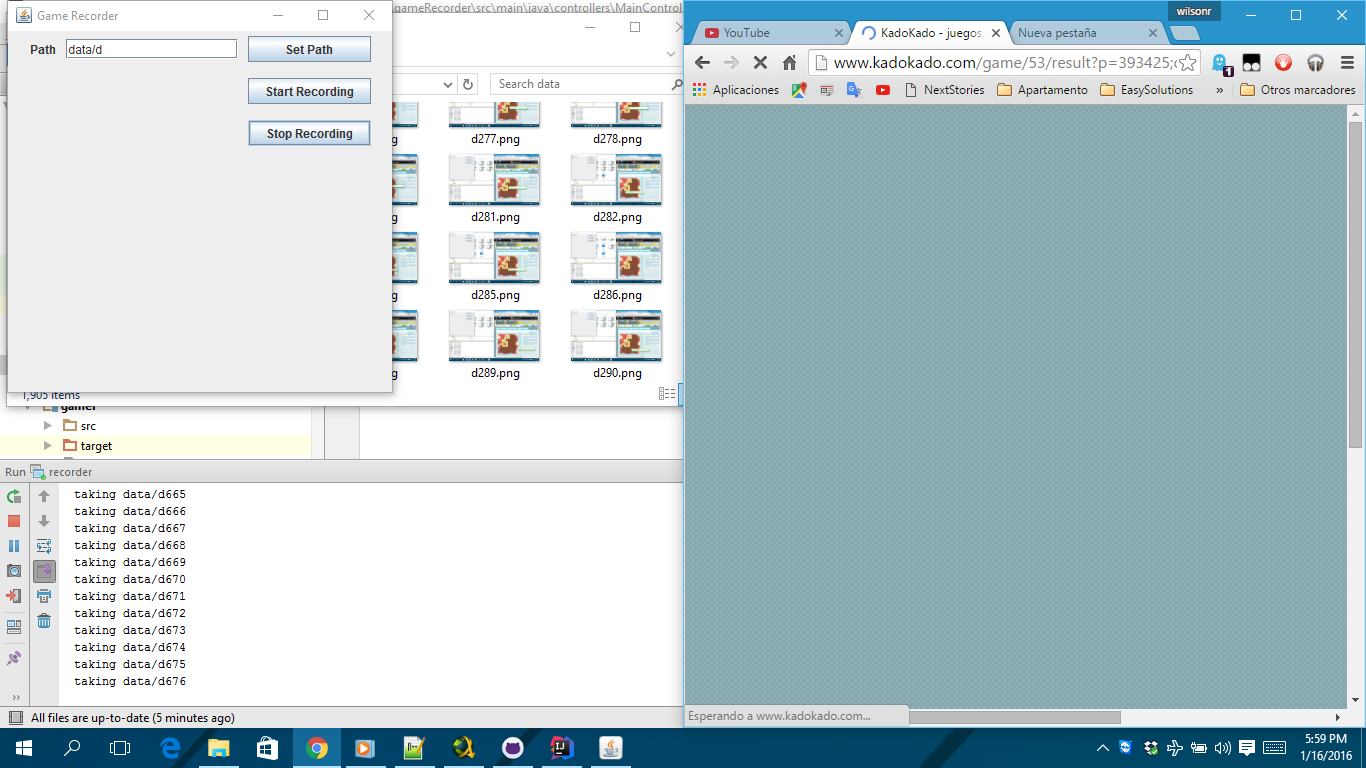 Game Recorder
Path data/d Set Path
Start Recording
Stop Recording
.gameRecorder\src\main\java\controllers\MainControl
Search data
g d277.png d278.png
g d281.png d282.png
g d285.png d286.png
g d289.png d290.png
1,905 items
gamer
src
target
Run recorder
taking data/d665
taking data/d666
taking data/d667
taking data/d668
taking data/d669
taking data/d670
taking data/d671
taking data/d672
taking data/d673
taking data/d674
taking data/d675
taking data/d676
All files are up-to-date (5 minutes ago)
wilsonr
YouTube KadoKado - juegos, Nueva pestaña
www.kadokado.com/game/53/result?p=393425;c
1
Aplicaciones NextStories Apartamento EasySolutions » Otros marcadores
Esperando a www.kadokado.com...
5:59 PM
1/16/2016